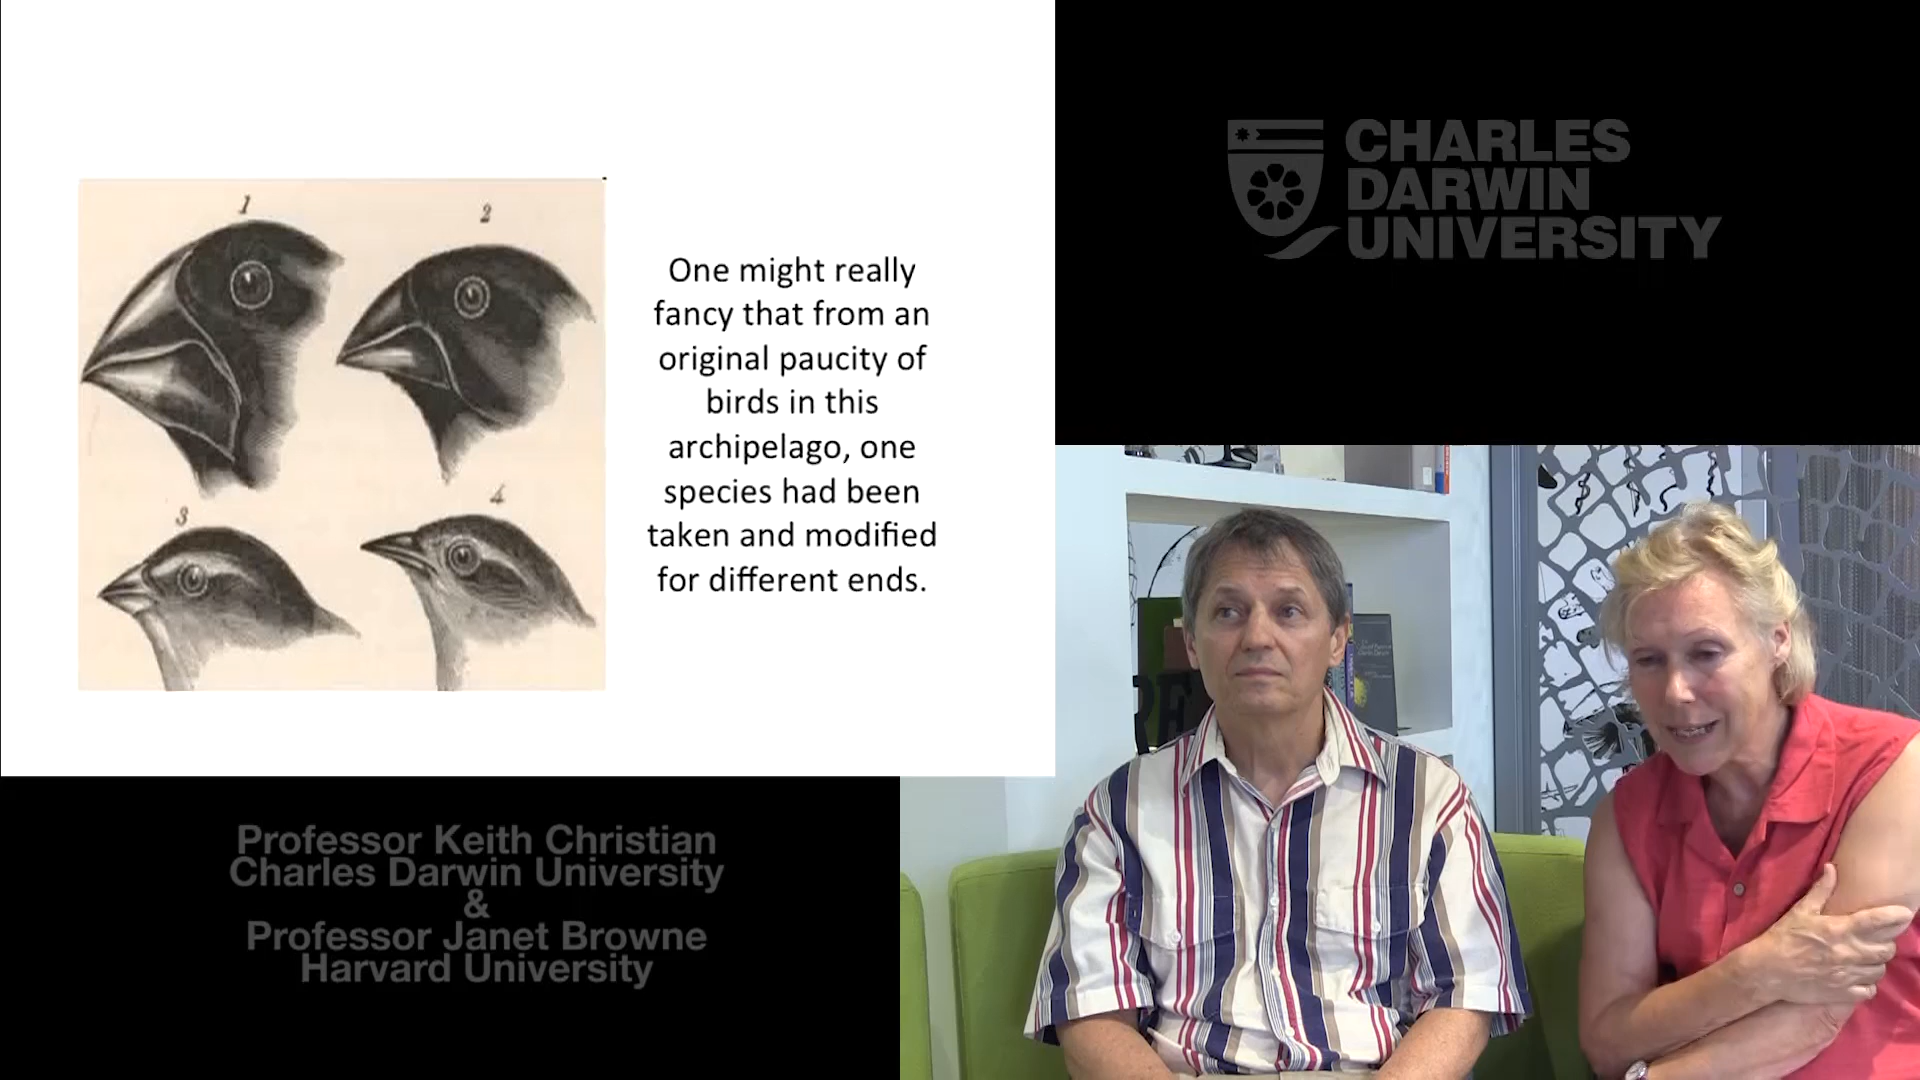 1
2
3
4
One might really
fancy that from an
original paucity of
birds in this
archipelago, one
species had been
taken and modified
for different ends.
CHARLES
DARWIN
UNIVERSITY
Professor Keith Christian
Charles Darwin University
&
Professor Janet Browne
Harvard University